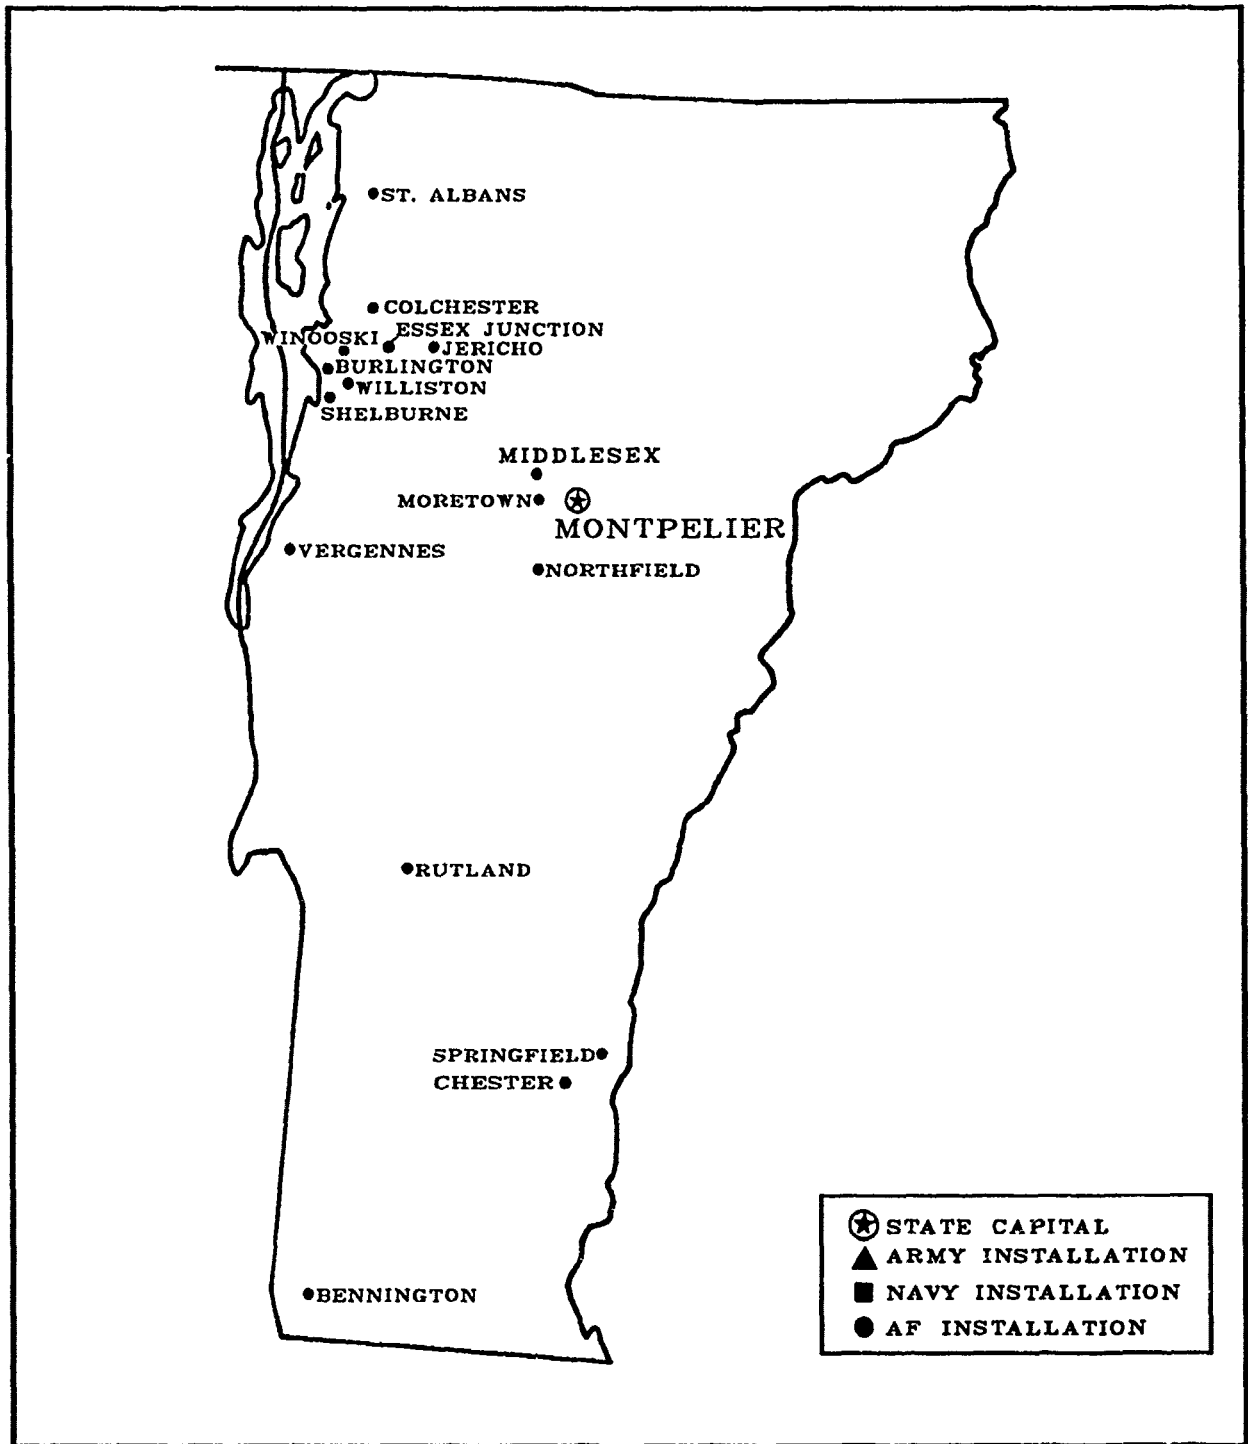 ST. ALBANS
COLCHESTER
ESSEX JUNCTION
WINOOSKI
JERICHO
BURLINGTON
WILLISTON
SHELBURNE
MIDDLESEX
MORETOWN
MONTPELIER
VERGENNES
NORTHFIELD
RUTLAND
SPRINGFIELD
CHESTER
BENNINGTON
STATE CAPITAL
ARMY INSTALLATION
NAVY INSTALLATION
AF INSTALLATION